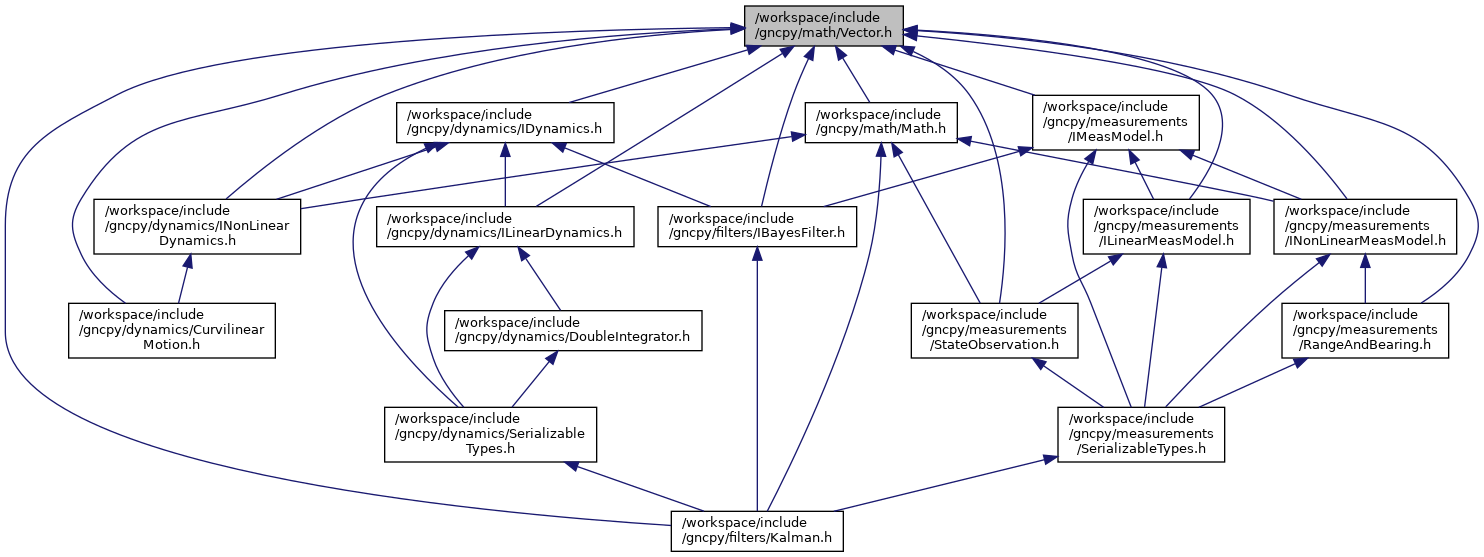 /workspace/include
/gncpy/math/Vector.h
/workspace/include
/gncpy/dynamics/IDynamics.h
/workspace/include
/gncpy/math/Math.h
/workspace/include
/gncpy/measurements
/IMeasModel.h
/workspace/include
/gncpy/dynamics/INonLinear
Dynamics.h
/workspace/include
/gncpy/dynamics/ILinearDynamics.h
/workspace/include
/gncpy/filters/IBayesFilter.h
/workspace/include
/gncpy/measurements
/ILinearMeasModel.h
/workspace/include
/gncpy/measurements
/INonLinearMeasModel.h
/workspace/include
/gncpy/dynamics/Curvilinear
Motion.h
/workspace/include
/gncpy/dynamics/DoubleIntegrator.h
/workspace/include
/gncpy/measurements
/StateObservation.h
/workspace/include
/gncpy/measurements
/RangeAndBearing.h
/workspace/include
/gncpy/dynamics/Serializable
Types.h
/workspace/include
/gncpy/measurements
/SerializableTypes.h
/workspace/include
/gncpy/filters/Kalman.h